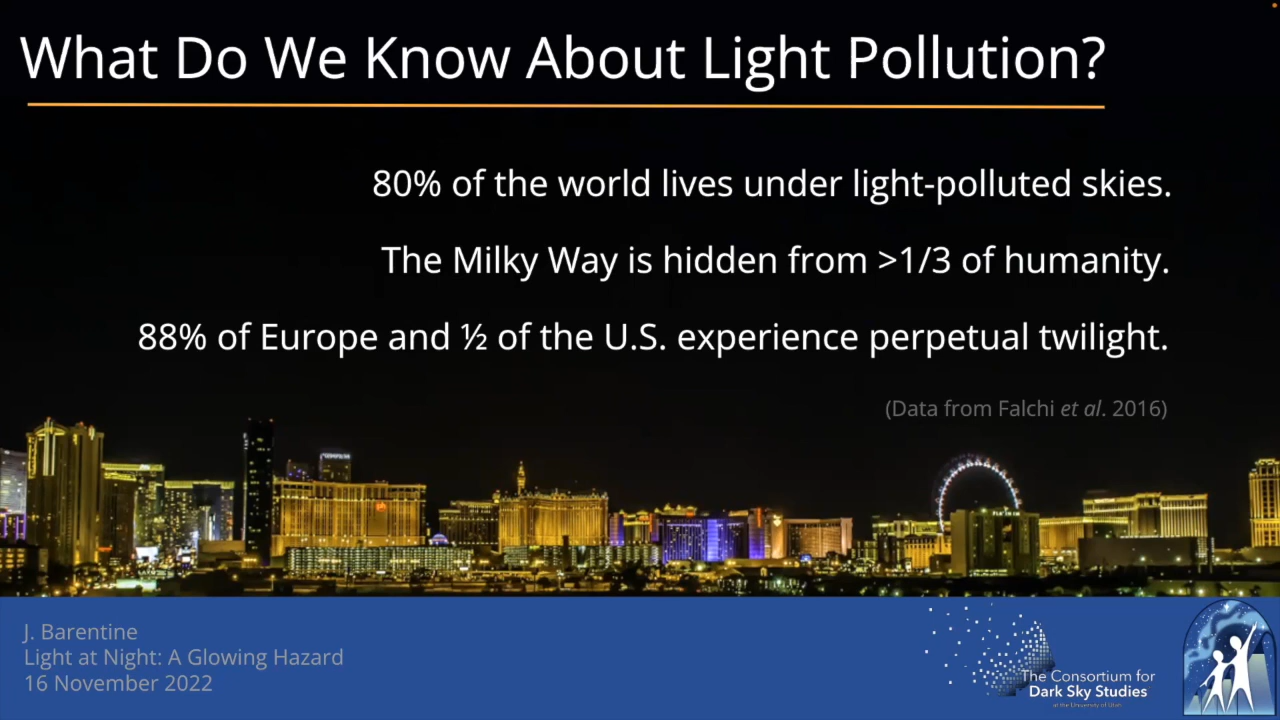 What Do We Know About Light Pollution?
80% of the world lives under light-polluted skies.
The Milky Way is hidden from >1/3 of humanity.
88% of Europe and ½ of the U.S. experience perpetual twilight.
(Data from Falchi et al. 2016)
J. Barentine
Light at Night: A Glowing Hazard
16 November 2022
The Consortium for
Dark Sky Studies
at the University of Utah